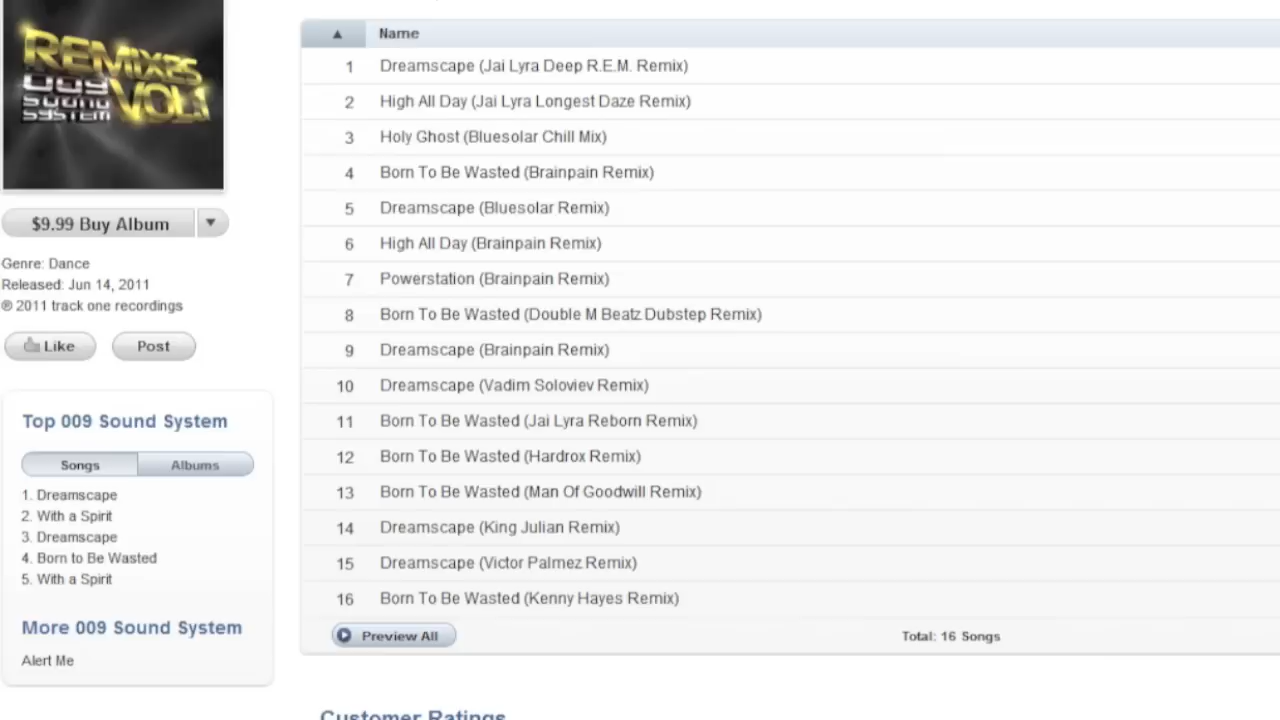 REMIXES
009 VOL1
SOUND
SYSTEM
$9.99 Buy Album
Genre: Dance
Released: Jun 14, 2011
℗ 2011 track one recordings
Like Post
Top 009 Sound System
Songs Albums
1. Dreamscape
2. With a Spirit
3. Dreamscape
4. Born to Be Wasted
5. With a Spirit
More 009 Sound System
Alert Me
▲ Name
1 Dreamscape (Jai Lyra Deep R.E.M. Remix)
2 High All Day (Jai Lyra Longest Daze Remix)
3 Holy Ghost (Bluesolar Chill Mix)
4 Born To Be Wasted (Brainpain Remix)
5 Dreamscape (Bluesolar Remix)
6 High All Day (Brainpain Remix)
7 Powerstation (Brainpain Remix)
8 Born To Be Wasted (Double M Beatz Dubstep Remix)
9 Dreamscape (Brainpain Remix)
10 Dreamscape (Vadim Soloviev Remix)
11 Born To Be Wasted (Jai Lyra Reborn Remix)
12 Born To Be Wasted (Hardrox Remix)
13 Born To Be Wasted (Man Of Goodwill Remix)
14 Dreamscape (King Julian Remix)
15 Dreamscape (Victor Palmez Remix)
16 Born To Be Wasted (Kenny Hayes Remix)
Preview All Total: 16 Songs
Customer Ratings